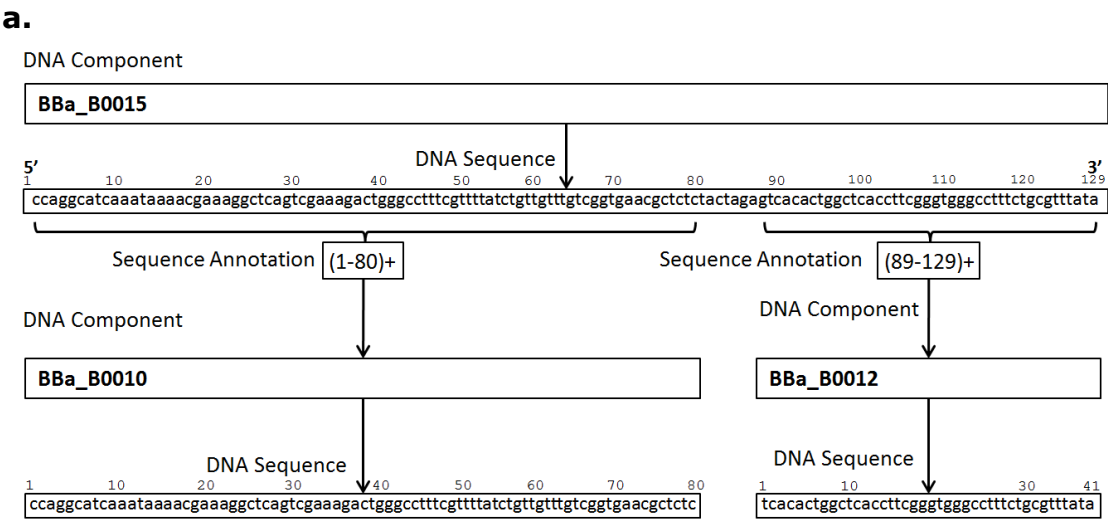 a.
DNA Component
BBa_B0015
DNA Sequence
5’ 3’
1 10 20 30 40 50 60 70 80 90 100 110 120 129
ccaggcatcaaataaaacgaaaggctcagtcgaaagactgggcctttcgttttatctgttgtttgtcggtgaacgctctctactagagtcacactggctcaccttcgggtgggcctttctgcgtttata
Sequence Annotation (1-80)+
Sequence Annotation (89-129)+
DNA Component
DNA Component
BBa_B0010
BBa_B0012
DNA Sequence
DNA Sequence
1 10 20 30 40 50 60 70 80
1 10 30 41
ccaggcatcaaataaaacgaaaggctcagtcgaaagactgggcctttcgttttatctgttgtttgtcggtgaacgctctc
tcacactggctcaccttcgggtgggcctttctgcgtttata